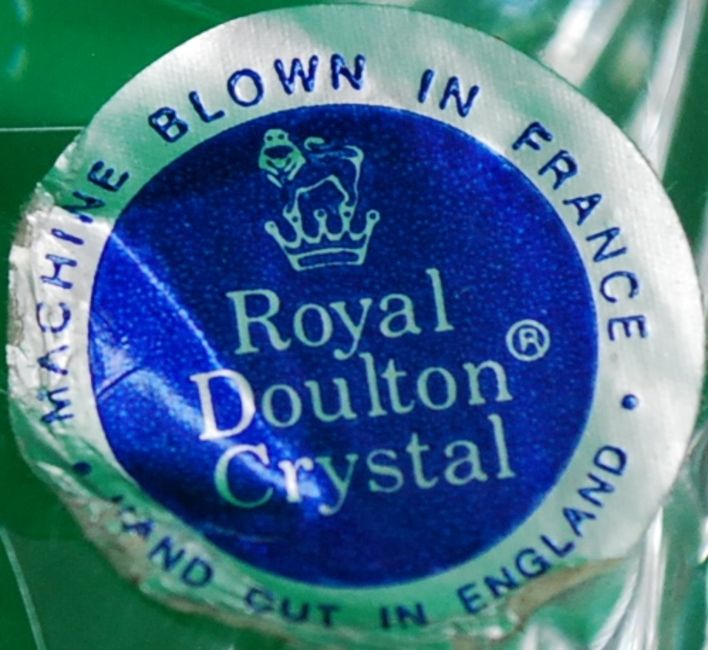 MACHINE BLOWN IN FRANCE •
Royal
Doulton®
Crystal
• HAND CUT IN ENGLAND